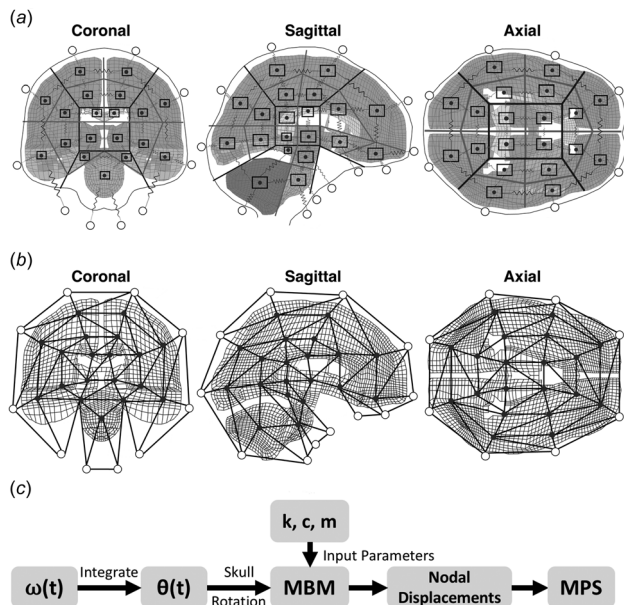 (a)
Coronal
Sagittal
Axial
(b)
Coronal
Sagittal
Axial
(c)
k, c, m
Input Parameters
ω(t)
Integrate
θ(t)
Skull
Rotation
MBM
Nodal
Displacements
MPS